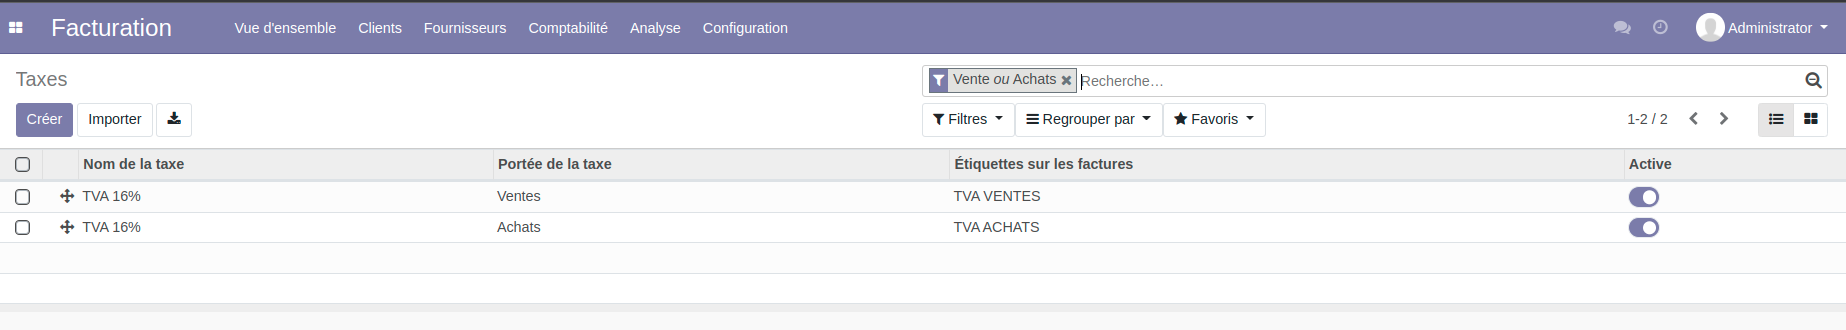 Facturation Vue d'ensemble Clients Fournisseurs Comptabilité Analyse Configuration Administrator
Taxes Vente ou Achats Recherche...
Créer Importer Filtres Regrouper par Favoris 1-2 / 2
Nom de la taxe Portée de la taxe Étiquettes sur les factures Active
TVA 16% Ventes TVA VENTES
TVA 16% Achats TVA ACHATS